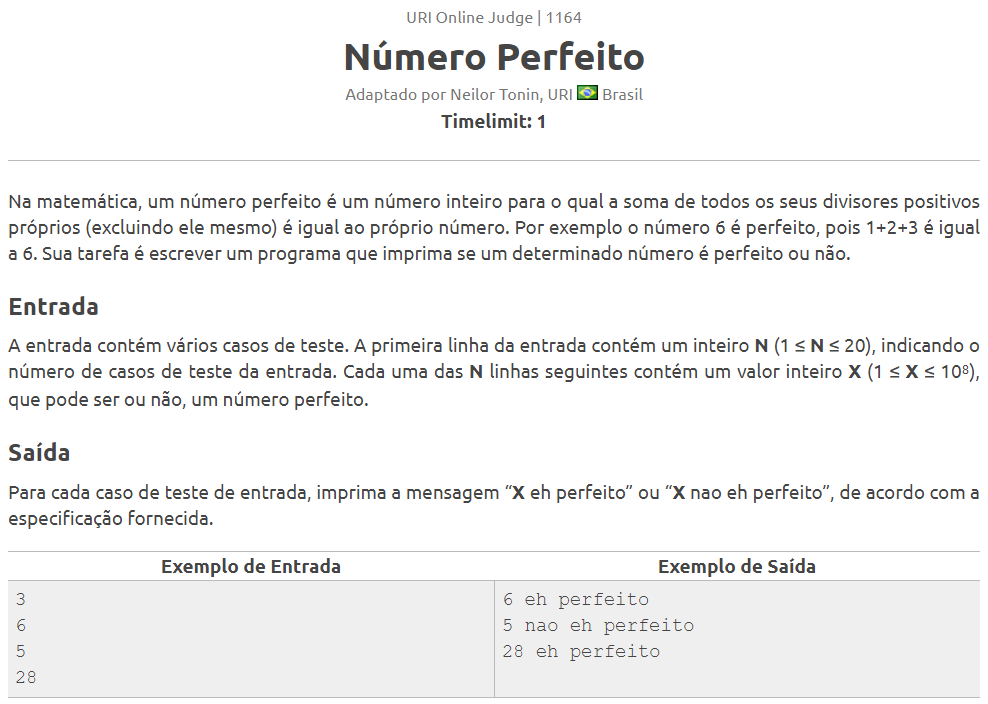 URI Online Judge | 1164
Número Perfeito
Adaptado por Neilor Tonin, URI Brasil
Timelimit: 1
Na matemática, um número perfeito é um número inteiro para o qual a soma de todos os seus divisores positivos
próprios (excluindo ele mesmo) é igual ao próprio número. Por exemplo o número 6 é perfeito, pois 1+2+3 é igual
a 6. Sua tarefa é escrever um programa que imprima se um determinado número é perfeito ou não.
Entrada
A entrada contém vários casos de teste. A primeira linha da entrada contém um inteiro N (1 ≤ N ≤ 20), indicando o
número de casos de teste da entrada. Cada uma das N linhas seguintes contém um valor inteiro X (1 ≤ X ≤ 10⁸),
que pode ser ou não, um número perfeito.
Saída
Para cada caso de teste de entrada, imprima a mensagem “X eh perfeito” ou “X nao eh perfeito”, de acordo com a
especificação fornecida.
Exemplo de Entrada
Exemplo de Saída
3
6
5
28
6 eh perfeito
5 nao eh perfeito
28 eh perfeito